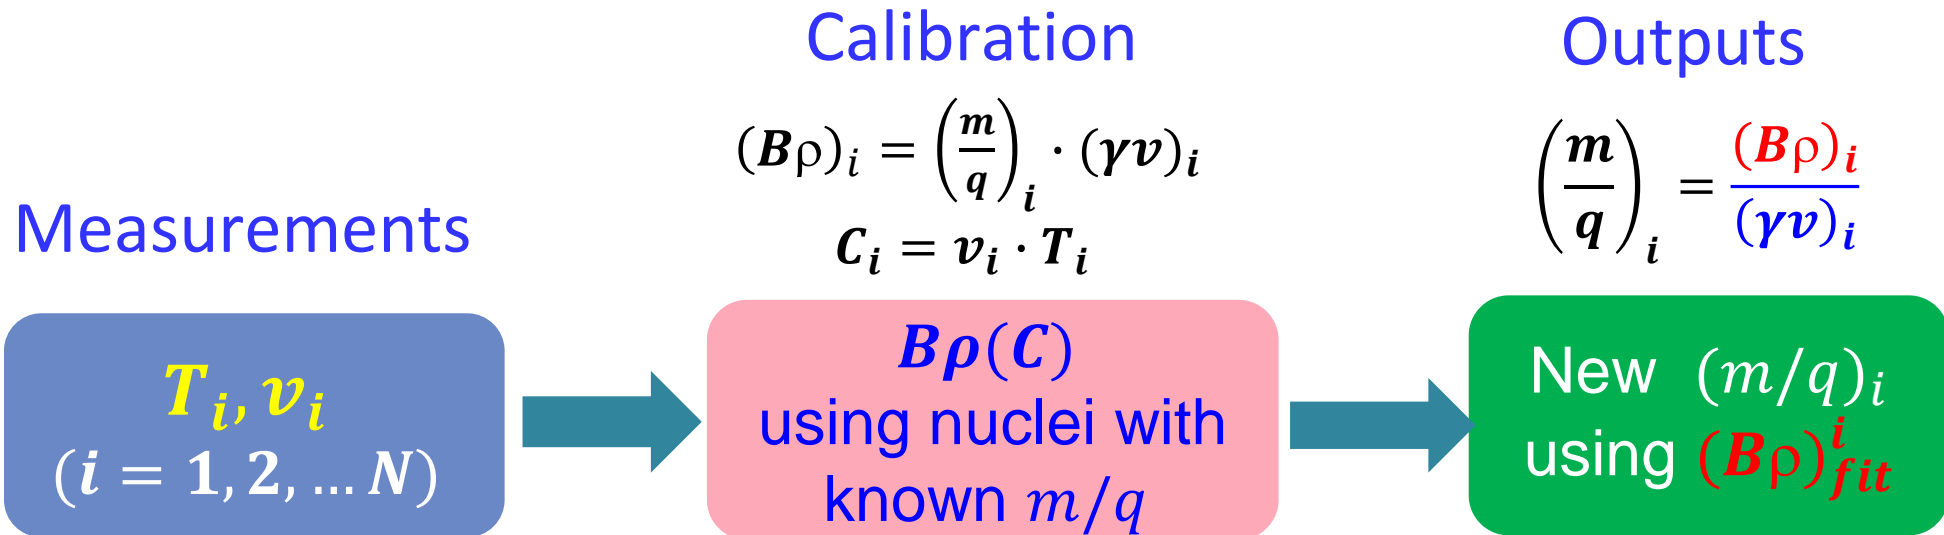 Measurements
T_i, v_i
(i = 1, 2, … N)
Calibration
(Bρ)_i = (m/q)_i · (γv)_i
C_i = v_i · T_i
Bρ(C)
using nuclei with
known m/q
Outputs
(m/q)_i = (Bρ)_i / (γv)_i
New (m/q)_i
using (Bρ)^i_fit